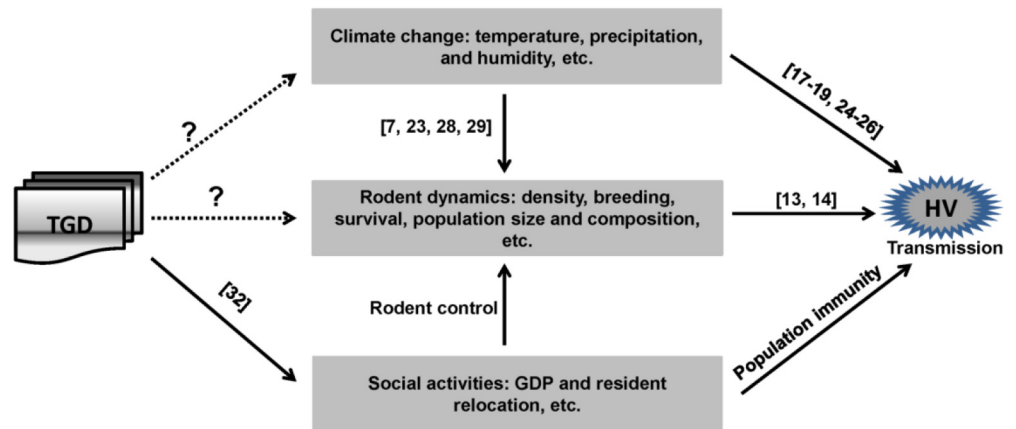 Climate change: temperature, precipitation,
and humidity, etc.
[17-19, 24-26]
?
[7, 23, 28, 29]
?
TGD
Rodent dynamics: density, breeding,
survival, population size and composition,
etc.
[13, 14]
HV
Transmission
[32]
Rodent control
Population immunity
Social activities: GDP and resident
relocation, etc.